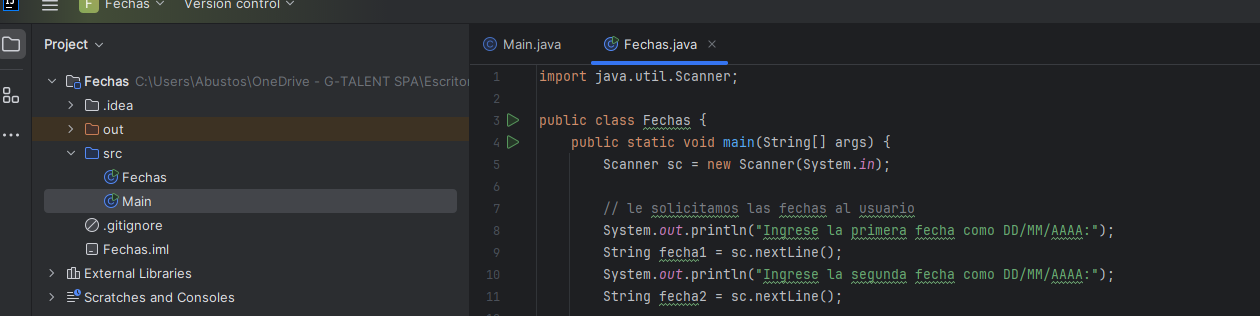 F Fechas Version control
Project
Fechas C:\Users\Abustos\OneDrive - G-TALENT SPA\Escritor
.idea
out
src
Fechas
Main
.gitignore
Fechas.iml
External Libraries
Scratches and Consoles
Main.java Fechas.java
1 import java.util.Scanner;
2
3 public class Fechas {
4 public static void main(String[] args) {
5 Scanner sc = new Scanner(System.in);
6
7 // le solicitamos las fechas al usuario
8 System.out.println("Ingrese la primera fecha como DD/MM/AAAA:");
9 String fecha1 = sc.nextLine();
10 System.out.println("Ingrese la segunda fecha como DD/MM/AAAA:");
11 String fecha2 = sc.nextLine();